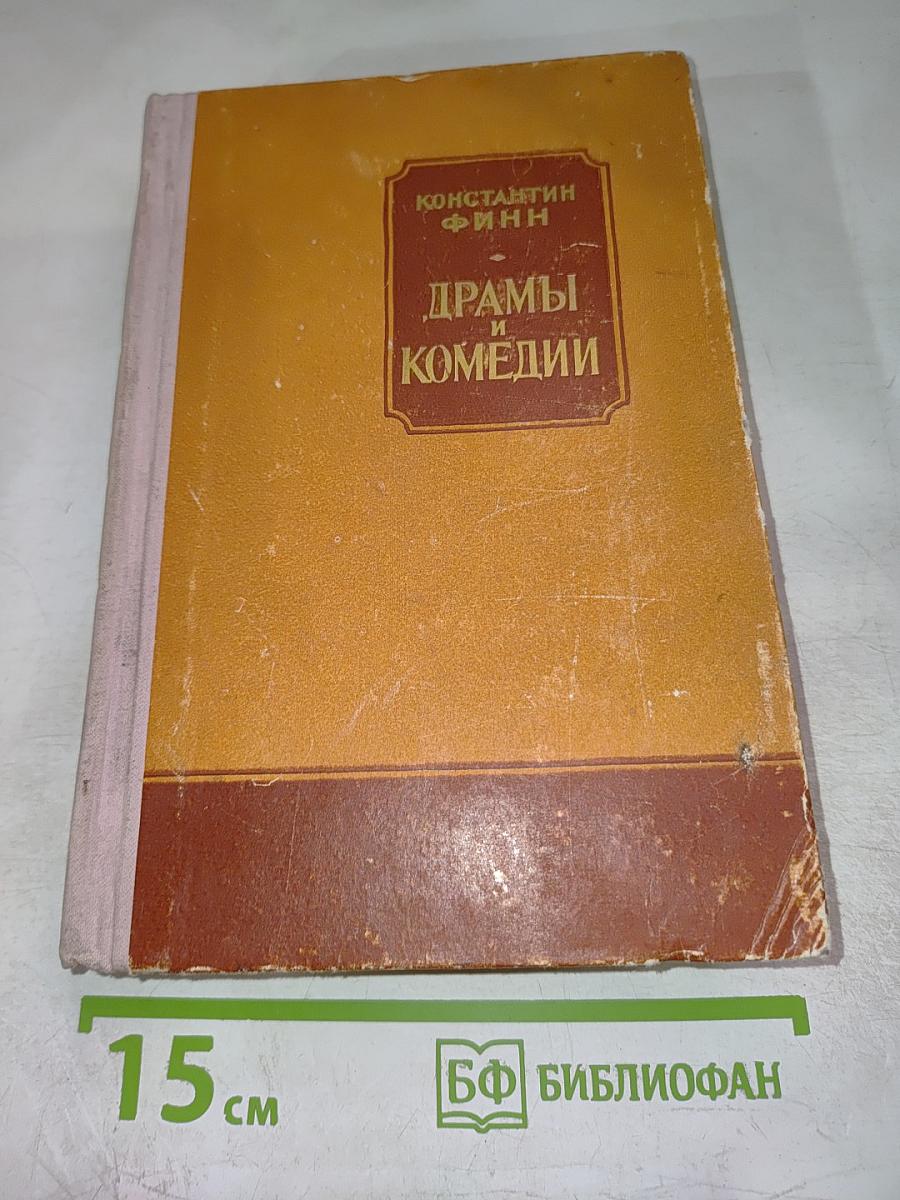 КОНСТАНТИН
ФИНН
ДРАМЫ
И
КОМЕДИИ
15 см
БФ БИБЛИОФАН